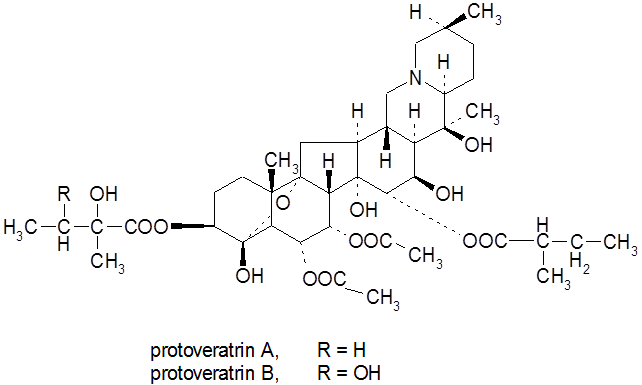 H CH3
H
N
H H CH3
OH
CH3 H H
O OH
R OH OH
CH3 C C COO OOC CH3 OOC C C CH3
H CH3 OH OOC CH3 CH3 H2
H
protoveratrin A, R = H
protoveratrin B, R = OH